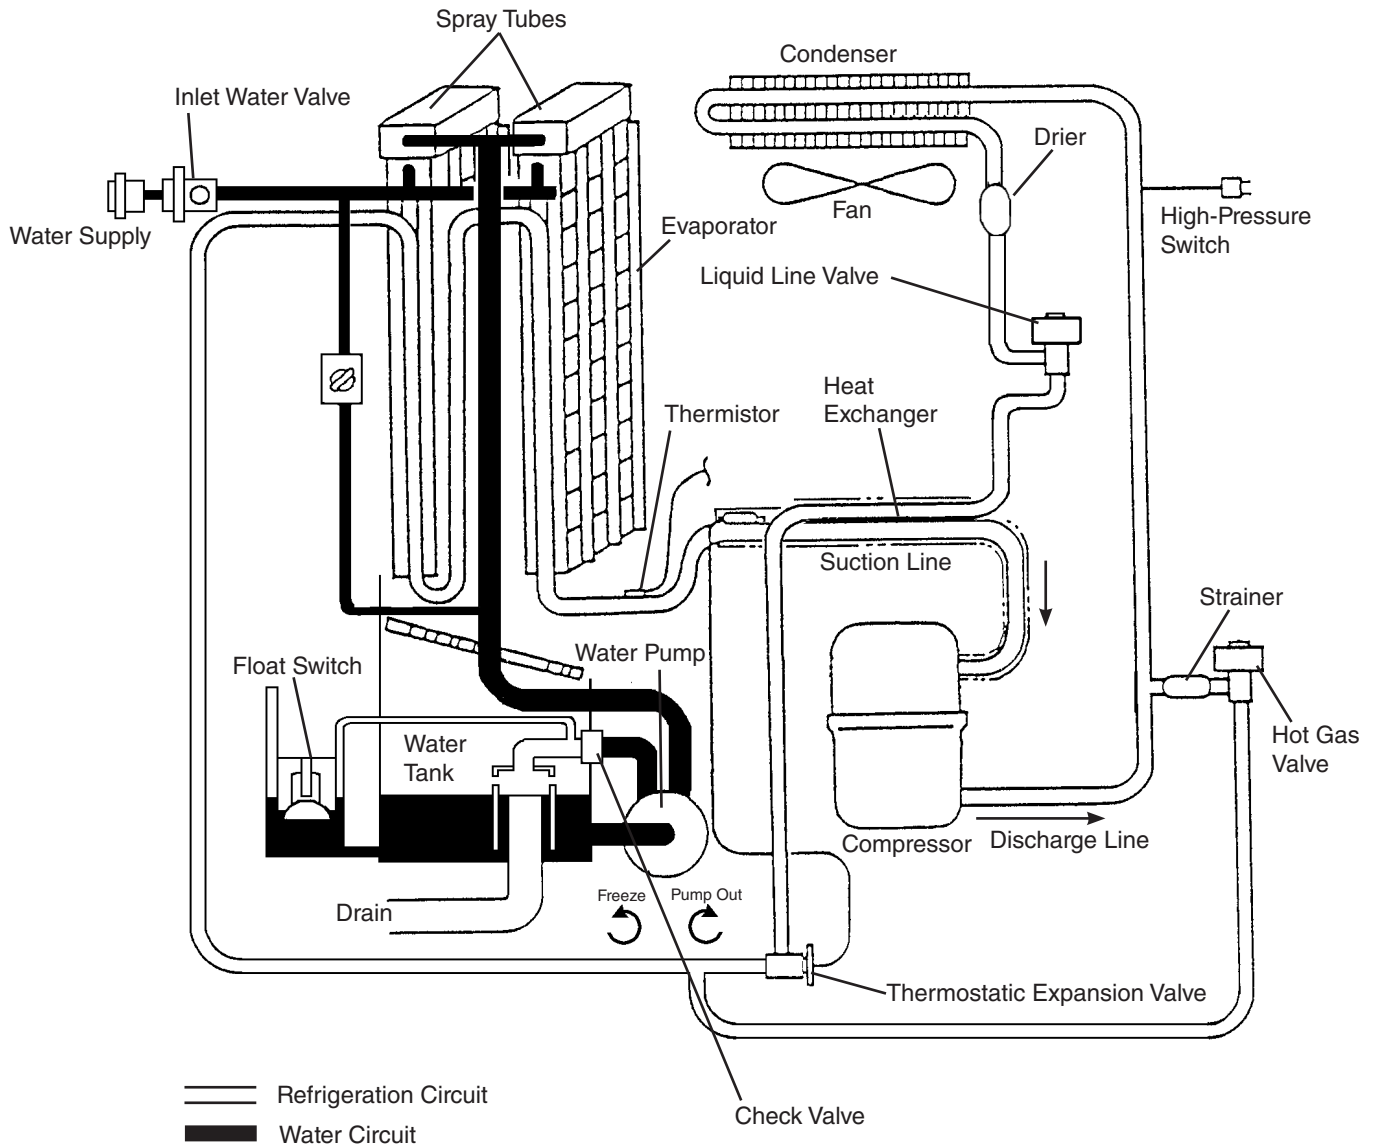 Spray Tubes
Condenser
Inlet Water Valve
Drier
Water Supply
Fan
High-Pressure
Switch
Evaporator
Liquid Line Valve
Heat
Exchanger
Thermistor
Suction Line
Strainer
Float Switch
Water Pump
Water
Tank
Hot Gas
Valve
Compressor
Discharge Line
Drain
Freeze
Pump Out
Thermostatic Expansion Valve
Refrigeration Circuit
Check Valve
Water Circuit